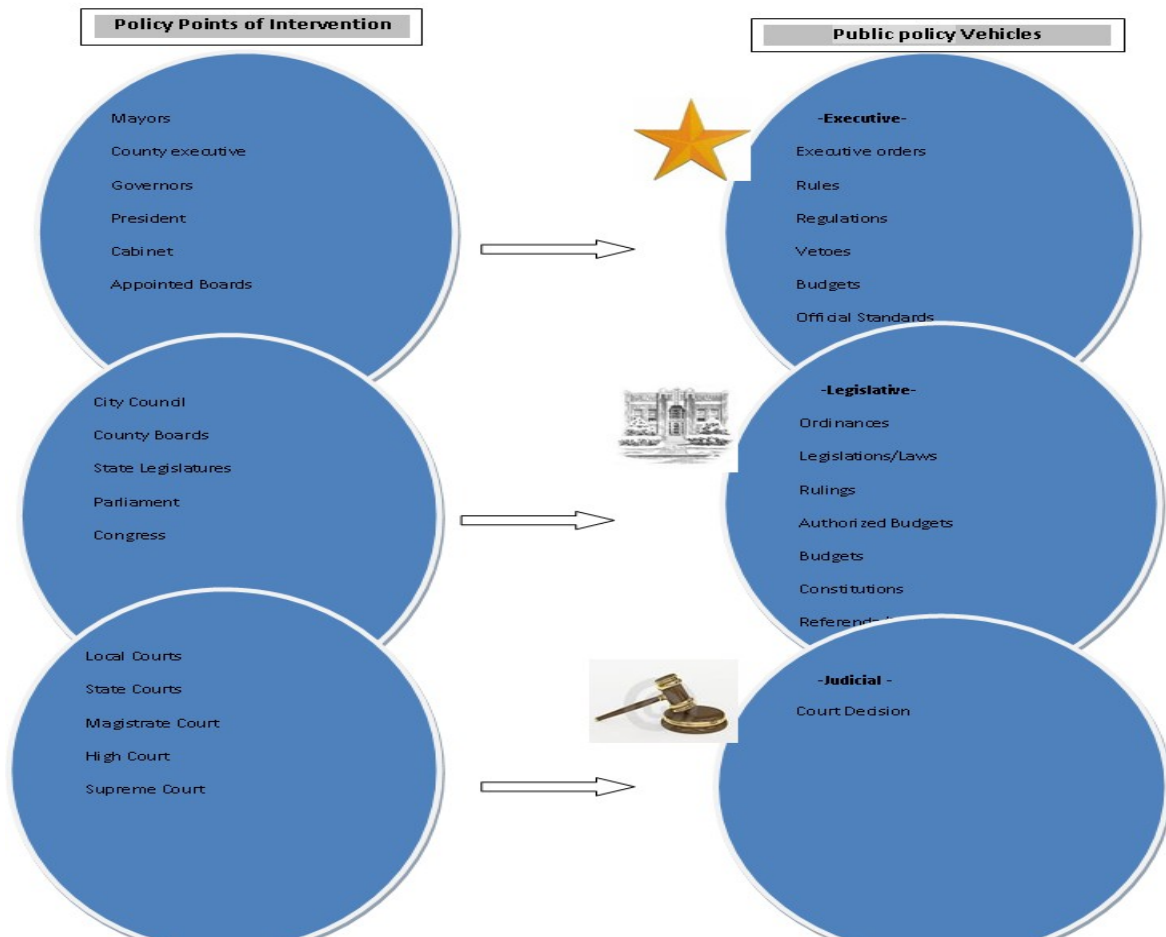 Policy Points of Intervention
Public policy Vehicles
Mayors
County executive
Governors
President
Cabinet
Appointed Boards
-Executive-
Executive orders
Rules
Regulations
Vetoes
Budgets
Official Standards
City Council
County Boards
State Legislatures
Parliament
Congress
-Legislative-
Ordinances
Legislations/Laws
Rulings
Authorized Budgets
Budgets
Constitutions
Local Courts
State Courts
Magistrate Court
High Court
Supreme Court
-Judicial -
Court Decision